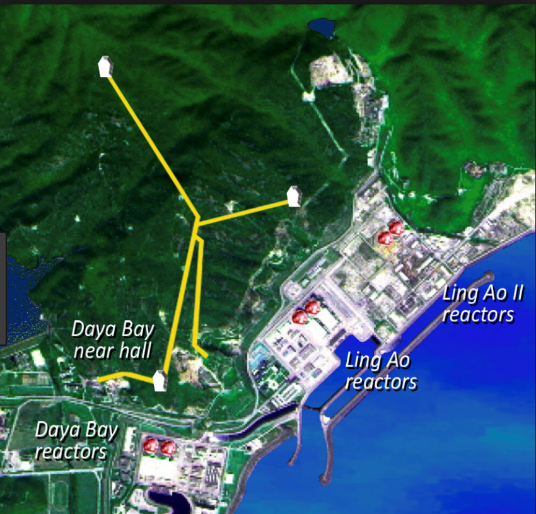 Daya Bay
near hall
Ling Ao II
reactors
Ling Ao
reactors
Daya Bay
reactors